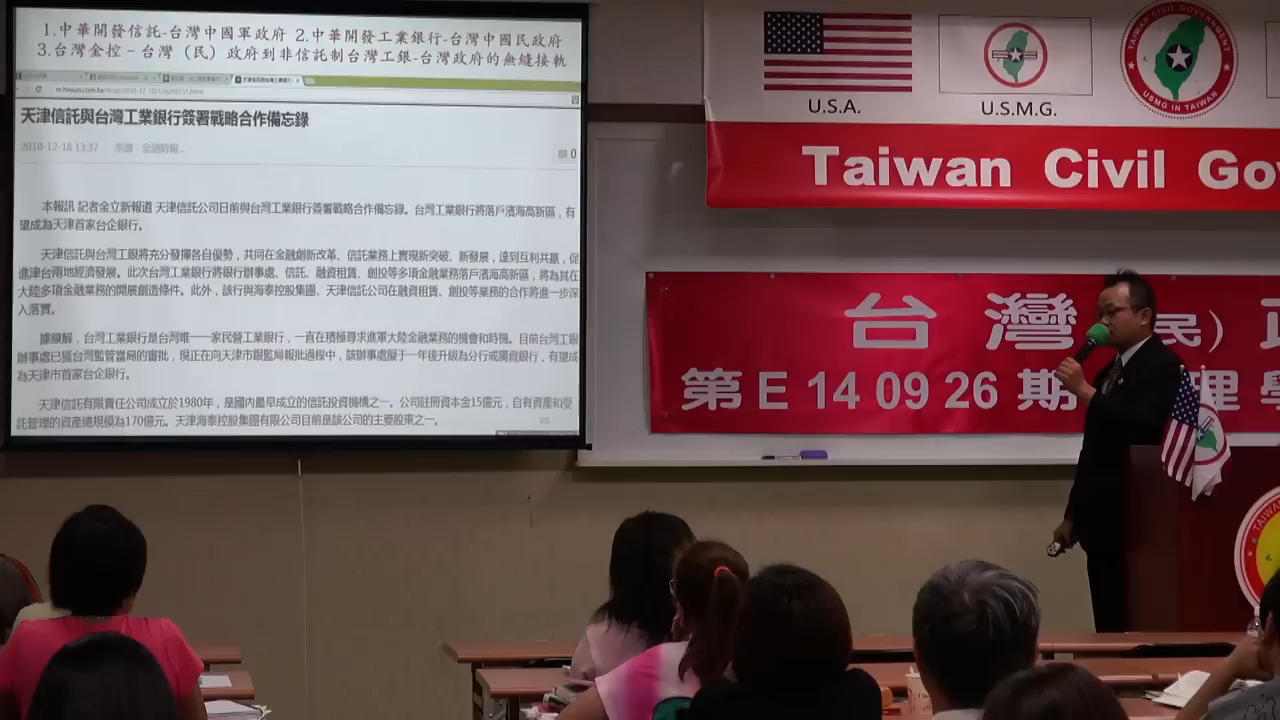 1.中華開發信託-台灣中國軍政府 2.中華開發工業銀行-台灣中國民政府
3.台灣金控－台灣（民）政府到非信託制台灣工銀-台灣政府的無縫接軌
天津信託與台灣工業銀行簽署戰略合作備忘錄
2010-12-18 13:37 來源 金融時報...
0
本報訊 記者金立新報道 天津信託公司日前與台灣工業銀行簽署戰略合作備忘錄。台灣工業銀行將落戶濱海高新區，有
望成為天津首家台企銀行。
天津信託與台灣工銀將充分發揮各自優勢，共同在金融創新改革、信託業務上實現新突破、新發展，達到互利共贏，促
進津台兩地經濟發展。此次台灣工業銀行將銀行辦事處、信託、融資租賃、創投等多項金融業務落戶濱海高新區，將為其在
大陸多項金融業務的開展創造條件。此外，該行與海泰控股集團、天津信託公司在融資租賃、創投等業務的合作將進一步深
入落實。
據瞭解，台灣工業銀行是台灣唯一一家民營工業銀行，一直在積極尋求進軍大陸金融業務的機會和時機。目前台灣工銀
辦事處已獲台灣監管當局的審批，現正在向天津市銀監局報批過程中，該辦事處擬于一年後升級為分行或獨資銀行，有望成
為天津市首家台企銀行。
天津信託有限責任公司成立於1980年，是國內最早成立的信託投資機構之一。公司註冊資本金15億元，自有資產和受
託管理的資產總規模為170億元。天津海泰控股集團有限公司目前是該公司的主要股東之一。
U.S.A.
U.S.M.G.
TAIWAN CIVIL GOVERNMENT
USMG IN TAIWAN
Taiwan Civil Go
台 灣 民） 政
第 E 14 09 26 期 理 學
TAIWAN